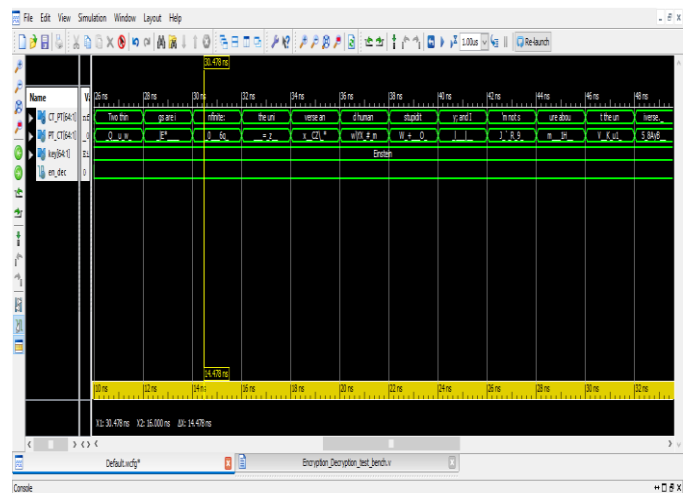 File Edit View Simulation Window Layout Help
1.00us Re-launch
30.478 ns
Name
26 ns 28 ns 30 ns 32 ns 34 ns 36 ns 38 ns 40 ns 42 ns 44 ns 46 ns 48 ns
CT_PT[64:1] Two thin gs are i nfinite: the uni verse an d human stupidit y; and I 'm not s ure abou t the un iverse.
PT_CT[64:1]
key[64:1] Einstein
en_dec 0
14.478 ns
10 ns 12 ns 14 ns 16 ns 18 ns 20 ns 22 ns 24 ns 26 ns 28 ns 30 ns 32 ns
X1: 30.478 ns X2: 16.000 ns ΔX: 14.478 ns
Default.wcfg* Encryption_Decryption_test_bench.v
Console